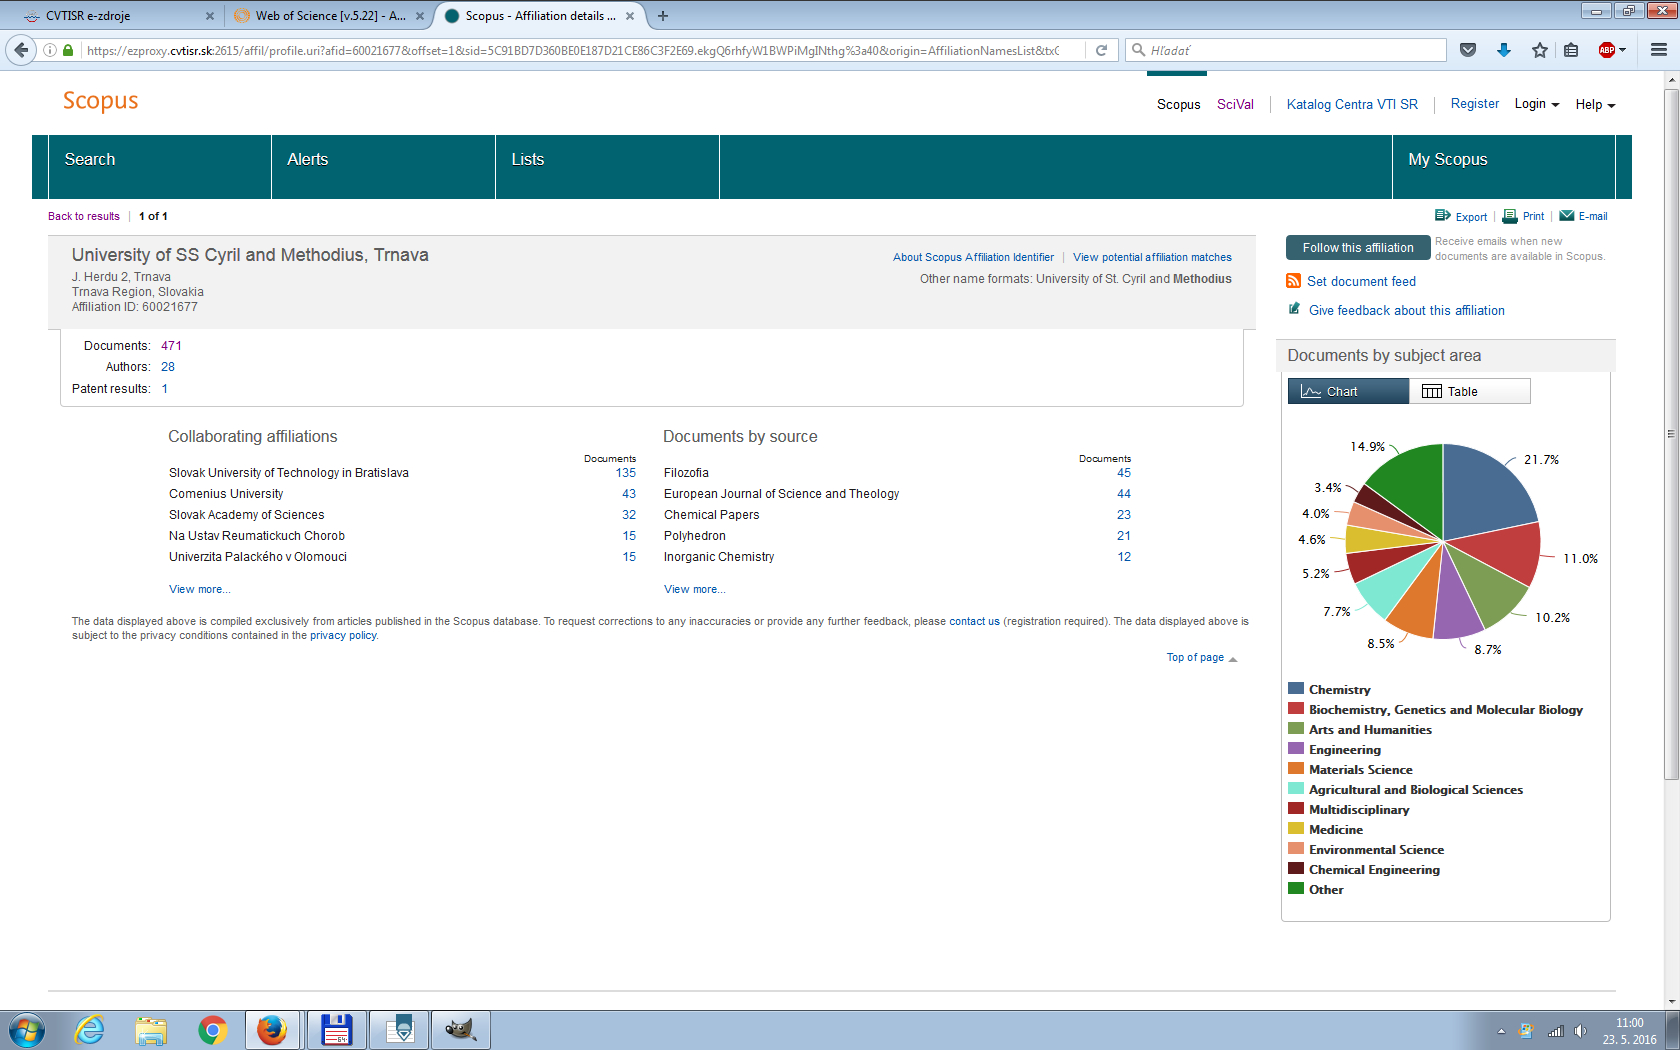 CVTISR e-zdroje
Web of Science [v.5.22] - A...
Scopus - Affiliation details ...
https://ezproxy.cvtisr.sk:2615/affil/profile.uri?afid=60021677&offset=1&sid=5C91BD7D360BE0E187D21CE86C3F2E69.ekgQ6rhfyW1BWPiMgINthg%3a40&origin=AffiliationNamesList&txG
Hľadať
ABP
Scopus
Scopus SciVal Katalog Centra VTI SR Register Login Help
Search Alerts Lists My Scopus
Back to results | 1 of 1
Export | Print | E-mail
University of SS Cyril and Methodius, Trnava
J. Herdu 2, Trnava
Trnava Region, Slovakia
Affiliation ID: 60021677
About Scopus Affiliation Identifier | View potential affiliation matches
Other name formats: University of St. Cyril and Methodius
Follow this affiliation
Receive emails when new
documents are available in Scopus.
Set document feed
Give feedback about this affiliation
Documents: 471
Authors: 28
Patent results: 1
Collaborating affiliations
Documents
Slovak University of Technology in Bratislava 135
Comenius University 43
Slovak Academy of Sciences 32
Na Ustav Reumatickuch Chorob 15
Univerzita Palackého v Olomouci 15
View more...
Documents by source
Documents
Filozofia 45
European Journal of Science and Theology 44
Chemical Papers 23
Polyhedron 21
Inorganic Chemistry 12
View more...
The data displayed above is compiled exclusively from articles published in the Scopus database. To request corrections to any inaccuracies or provide any further feedback, please contact us (registration required). The data displayed above is
subject to the privacy conditions contained in the privacy policy.
Top of page
Documents by subject area
Chart Table
14.9%
21.7%
3.4%
4.0%
4.6%
11.0%
5.2%
7.7%
10.2%
8.5%
8.7%
Chemistry
Biochemistry, Genetics and Molecular Biology
Arts and Humanities
Engineering
Materials Science
Agricultural and Biological Sciences
Multidisciplinary
Medicine
Environmental Science
Chemical Engineering
Other
64
11:00
23. 5. 2016